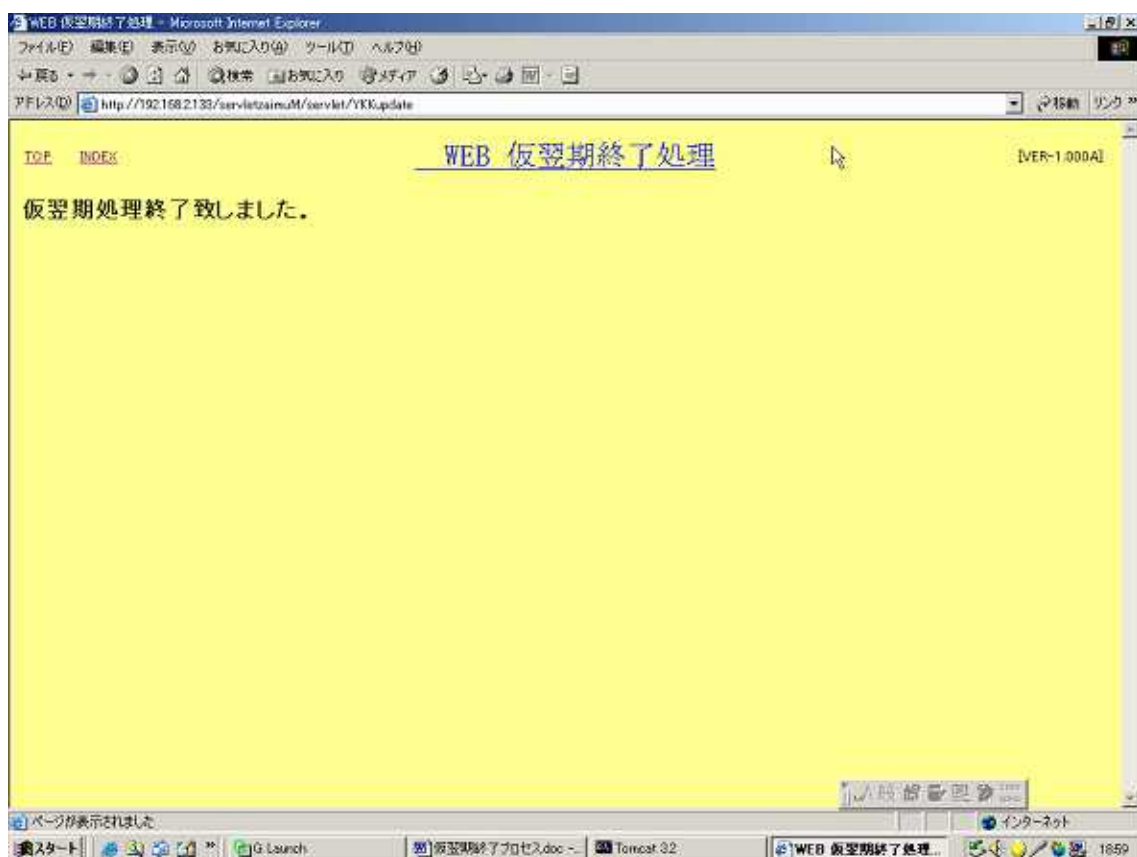 WEB 仮翌期終了処理 - Microsoft Internet Explorer
ファイル(F) 編集(E) 表示(V) お気に入り(A) ツール(T) ヘルプ(H)
戻る 検索 お気に入り メディア
アドレス(D) http://192.168.2.133/servletzaimuM/servlet/YKKupdate 移動 リンク »
TOP INDEX WEB 仮翌期終了処理 [VER-1.000A]
仮翌期処理終了致しました。
ページが表示されました インターネット
スタート » G Launch 仮翌期終了プロセス.doc -... Tomcat 3.2 WEB 仮翌期終了処理... 18:59